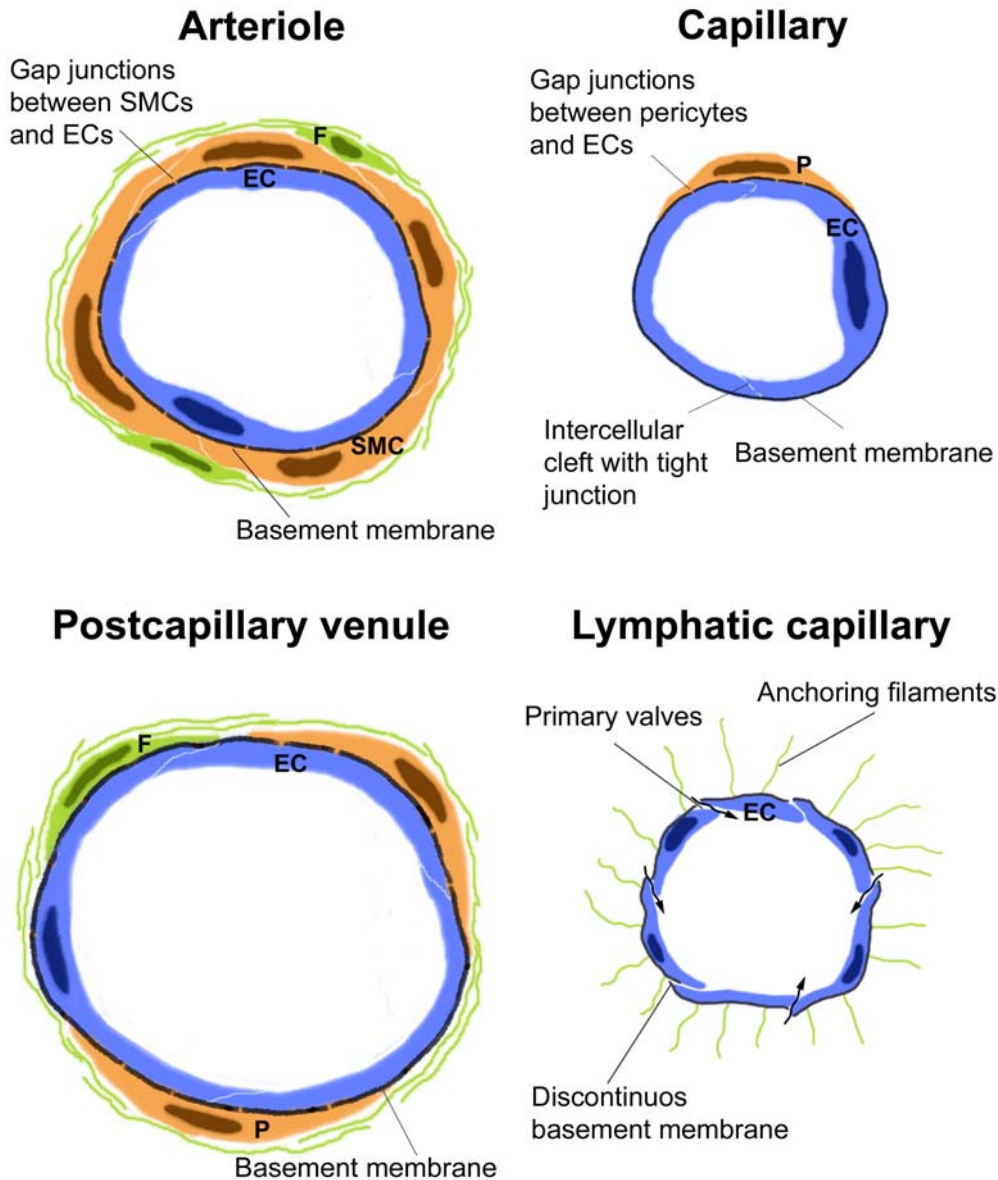 Arteriole
Gap junctions
between SMCs
and ECs
F
EC
SMC
Basement membrane
Capillary
Gap junctions
between pericytes
and ECs
P
EC
Intercellular
cleft with tight
junction
Basement membrane
Postcapillary venule
F
EC
P
Basement membrane
Lymphatic capillary
Anchoring filaments
Primary valves
EC
Discontinuos
basement membrane